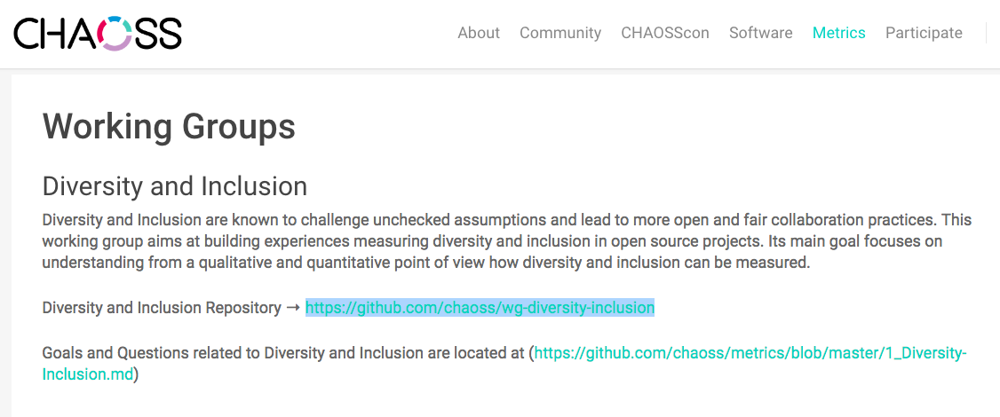 CHAOSS
About Community CHAOSScon Software Metrics Participate
Working Groups
Diversity and Inclusion
Diversity and Inclusion are known to challenge unchecked assumptions and lead to more open and fair collaboration practices. This
working group aims at building experiences measuring diversity and inclusion in open source projects. Its main goal focuses on
understanding from a qualitative and quantitative point of view how diversity and inclusion can be measured.
Diversity and Inclusion Repository → https://github.com/chaoss/wg-diversity-inclusion
Goals and Questions related to Diversity and Inclusion are located at (https://github.com/chaoss/metrics/blob/master/1_Diversity-
Inclusion.md)